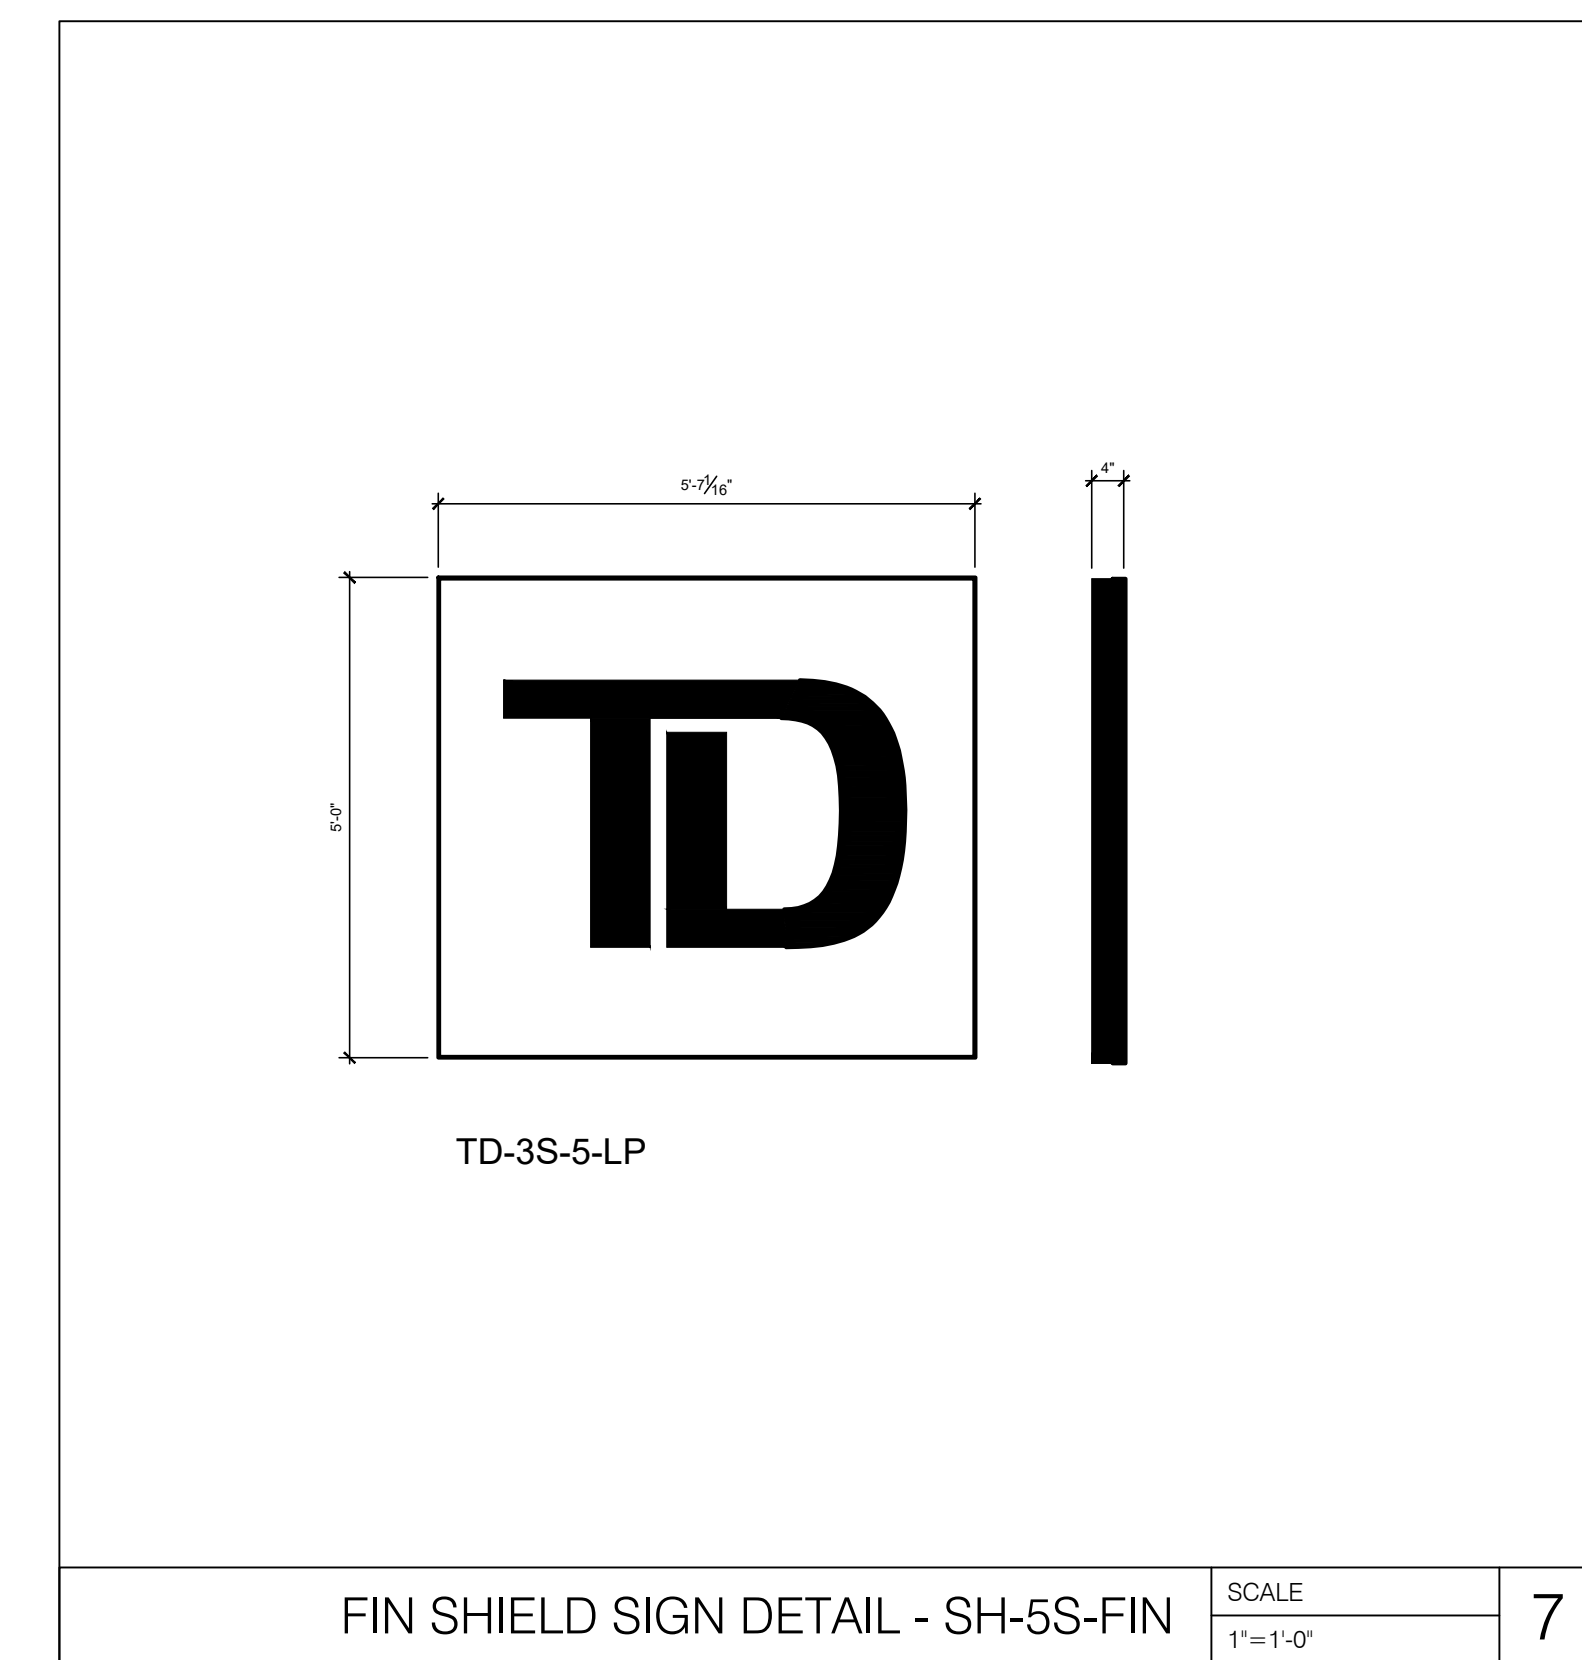 5'-7 1/16"
4"
5'-0"
TD
TD-3S-5-LP
FIN SHIELD SIGN DETAIL - SH-5S-FIN
SCALE
1"=1'-0"
7